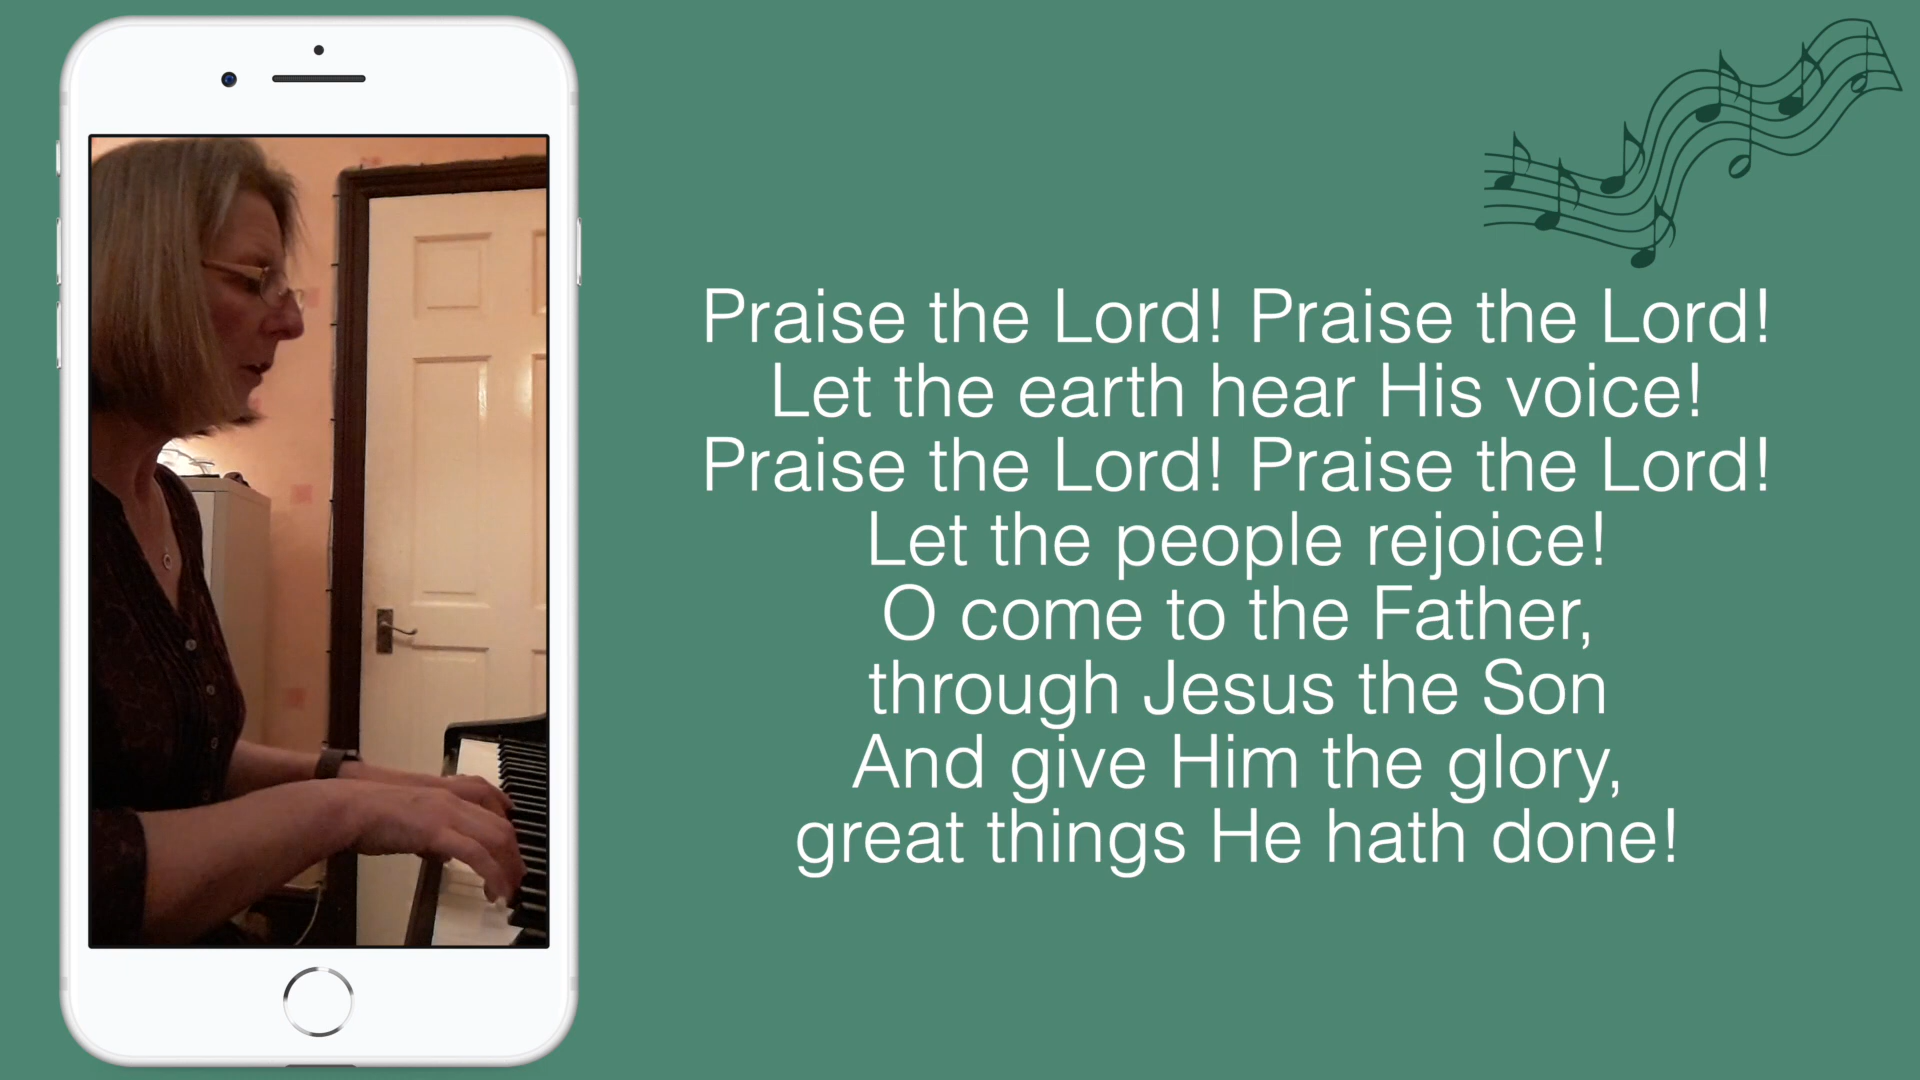 Praise the Lord! Praise the Lord!
Let the earth hear His voice!
Praise the Lord! Praise the Lord!
Let the people rejoice!
O come to the Father,
through Jesus the Son
And give Him the glory,
great things He hath done!